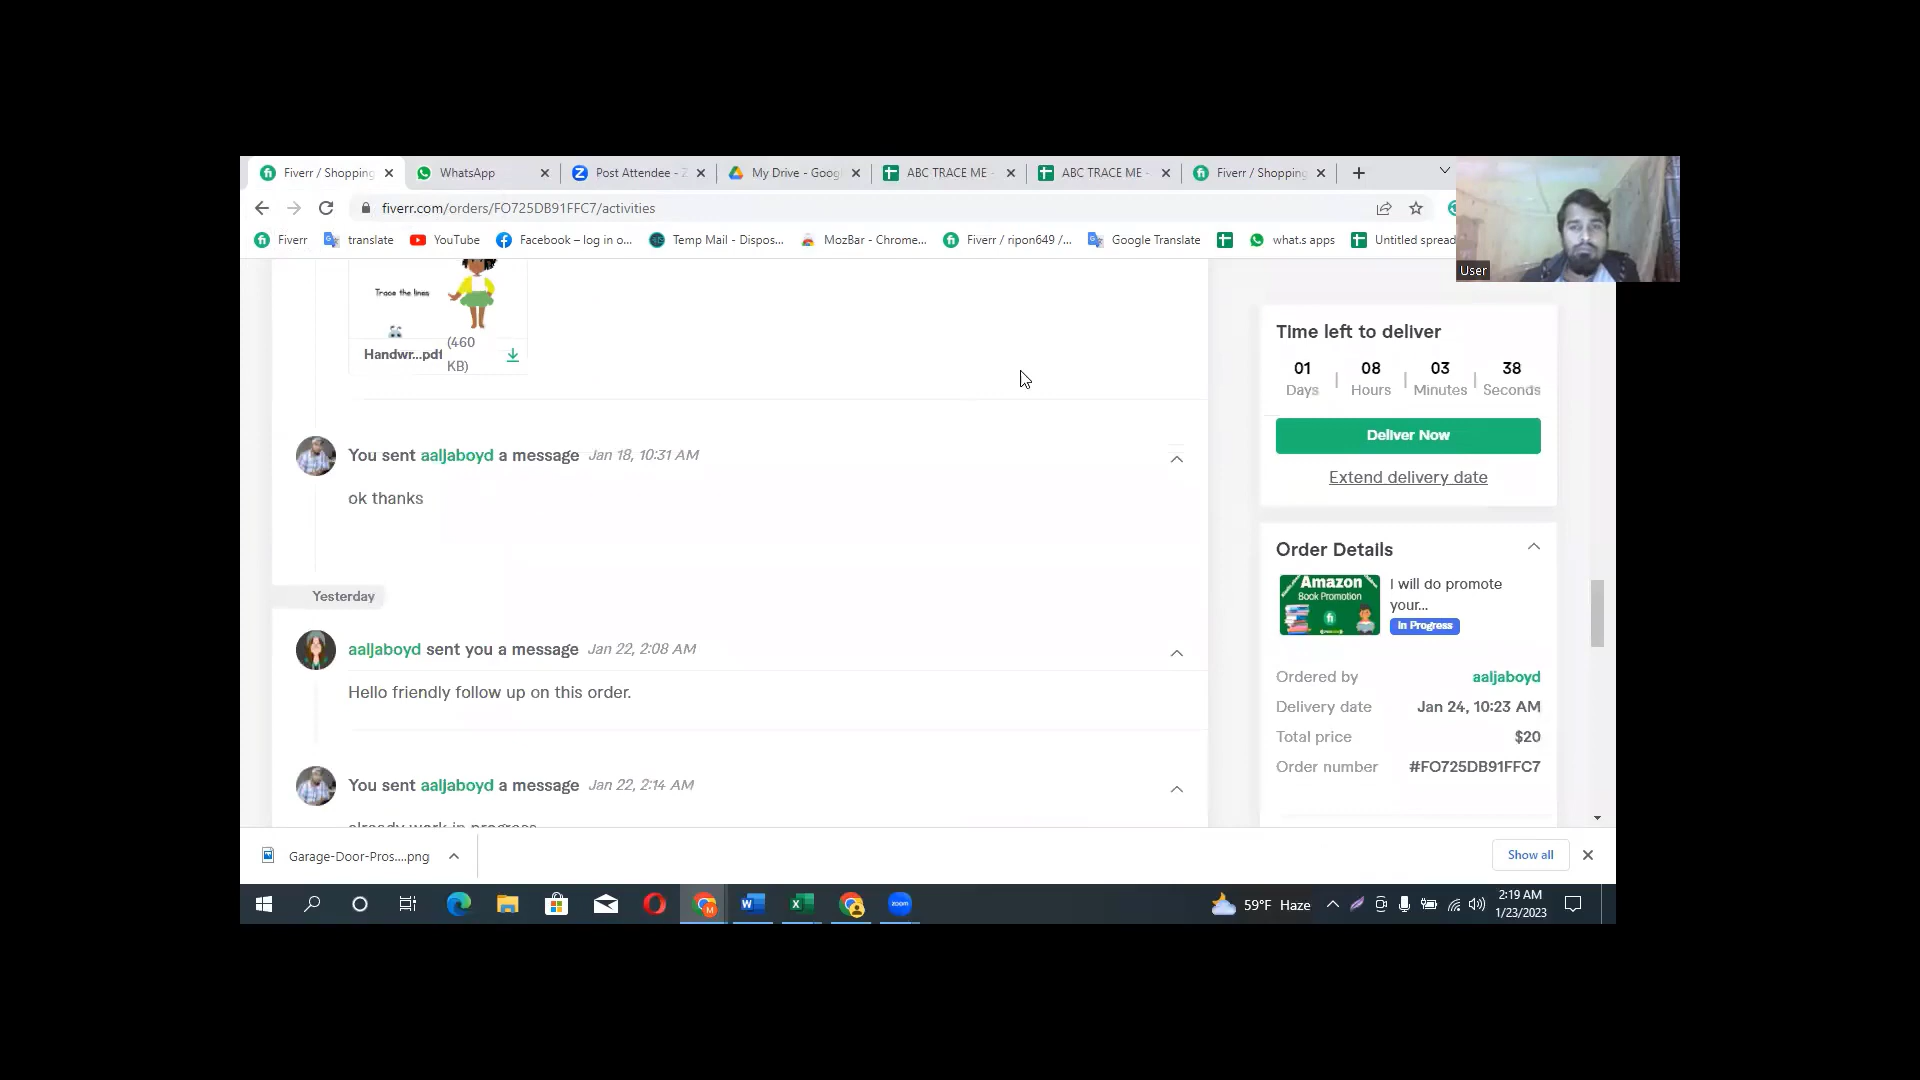 Fiverr / Shopping
WhatsApp
Post Attendee - Z
My Drive - Googl
ABC TRACE ME -
ABC TRACE ME -
Fiverr / Shopping
fiverr.com/orders/FO725DB91FFC7/activities
Fiverr
translate
YouTube
Facebook – log in o...
Temp Mail - Dispos...
MozBar - Chrome...
Fiverr / ripon649 /...
Google Translate
what.s apps
Untitled spread
User
Trace the lines
Handwr...pdf
(460
KB)
You sent aaljaboyd a message Jan 18, 10:31 AM
ok thanks
Yesterday
aaljaboyd sent you a message Jan 22, 2:08 AM
Hello friendly follow up on this order.
You sent aaljaboyd a message Jan 22, 2:14 AM
already work in progress
Time left to deliver
01 08 03 38
Days Hours Minutes Seconds
Deliver Now
Extend delivery date
Order Details
Amazon
Book Promotion
I will do promote
your...
In Progress
Ordered by aaljaboyd
Delivery date Jan 24, 10:23 AM
Total price $20
Order number #FO725DB91FFC7
Garage-Door-Pros....png
Show all
zoom
59°F Haze
2:19 AM
1/23/2023